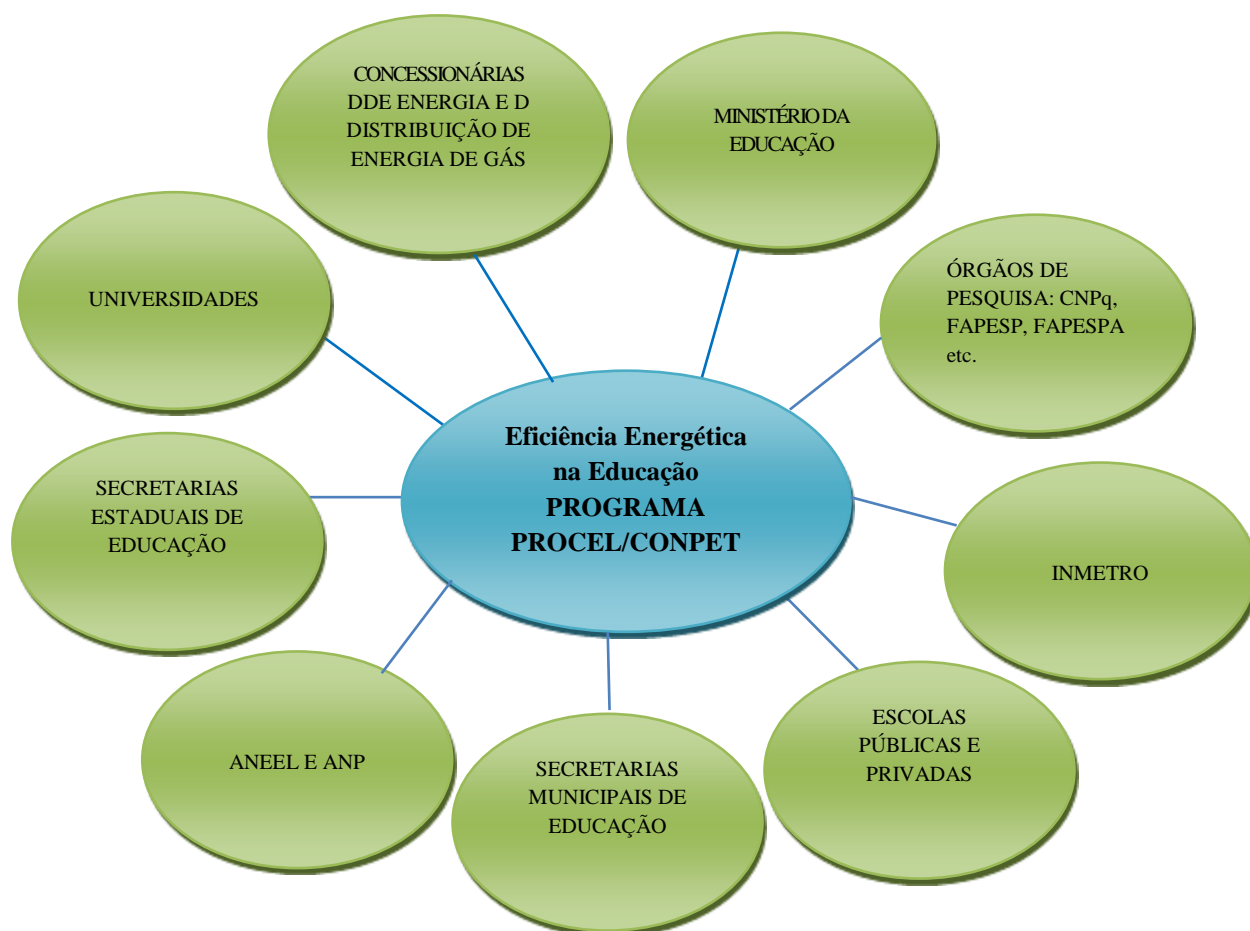 CONCESSIONÁRIAS
DDE ENERGIA E D
DISTRIBUIÇÃO DE
ENERGIA DE GÁS
MINISTÉRIO DA
EDUCAÇÃO
UNIVERSIDADES
ÓRGÃOS DE
PESQUISA: CNPq,
FAPESP, FAPESPA
etc.
Eficiência Energética
na Educação
PROGRAMA
PROCEL/CONPET
SECRETARIAS
ESTADUAIS DE
EDUCAÇÃO
INMETRO
ANEEL E ANP
SECRETARIAS
MUNICIPAIS DE
EDUCAÇÃO
ESCOLAS
PÚBLICAS E
PRIVADAS